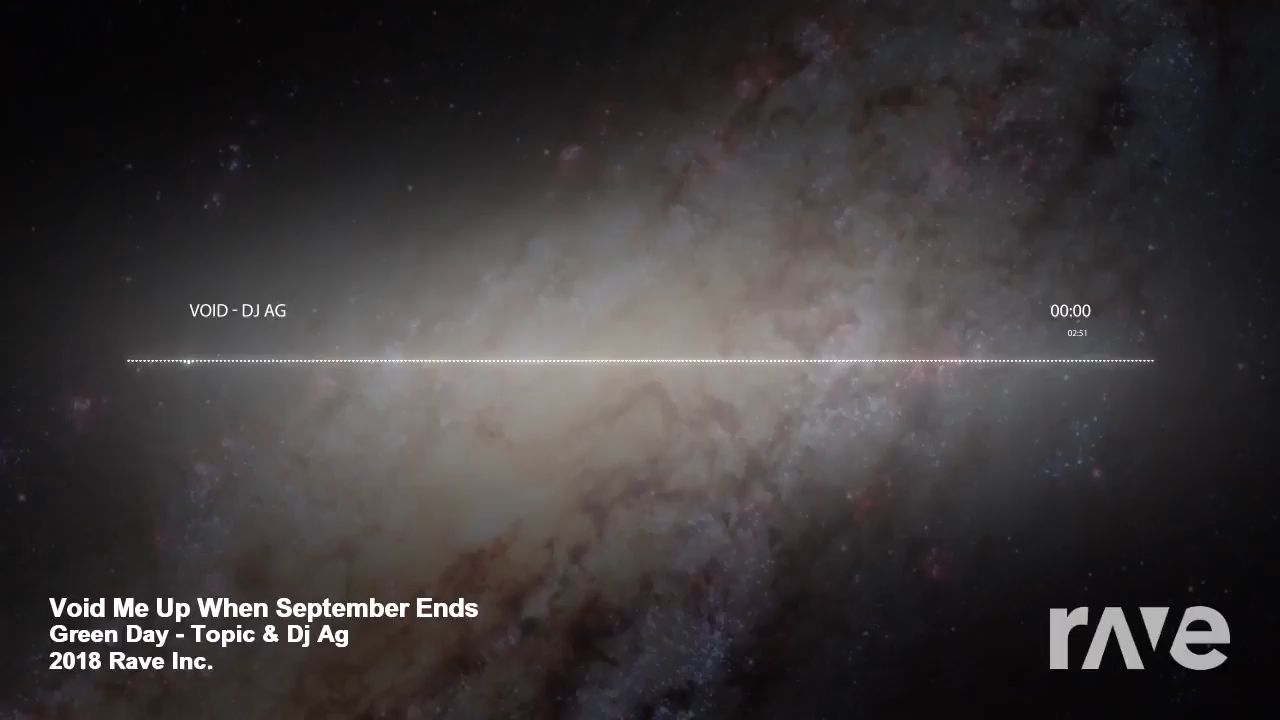 VOID - DJ AG
00:00
02:51
Void Me Up When September Ends
Green Day - Topic & Dj Ag
2018 Rave Inc.
rave